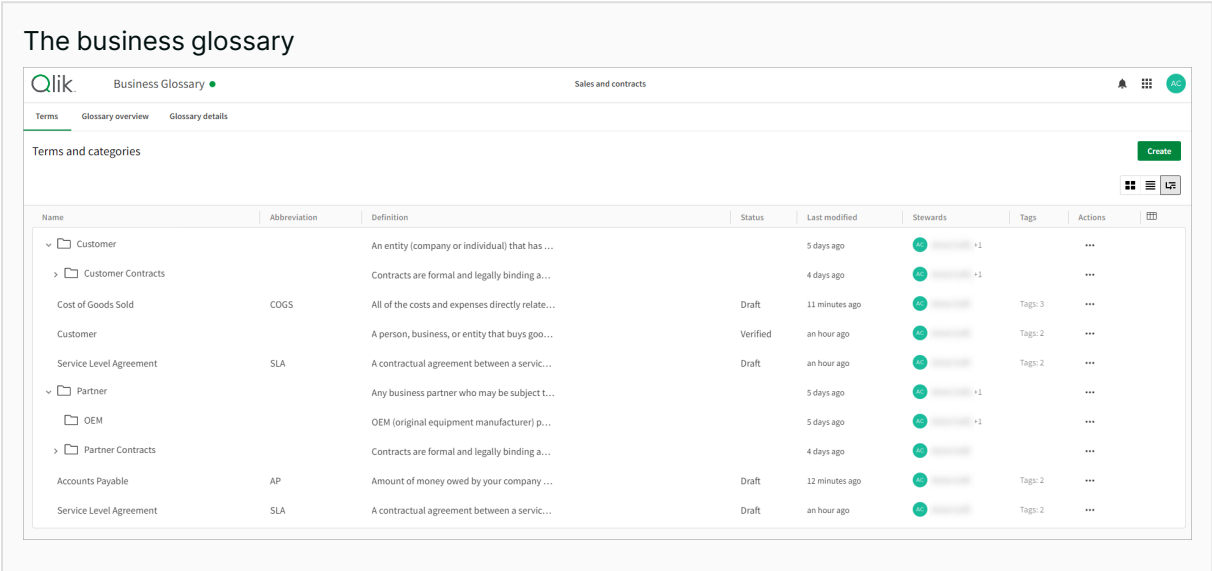 The business glossary
Qlik Business Glossary Sales and contracts AC
Terms Glossary overview Glossary details
Terms and categories Create
Name Abbreviation Definition Status Last modified Stewards Tags Actions
Customer An entity (company or individual) that has ... 5 days ago AC +1
Customer Contracts Contracts are formal and legally binding a... 4 days ago AC +1
Cost of Goods Sold COGS All of the costs and expenses directly relate... Draft 11 minutes ago AC Tags: 3
Customer A person, business, or entity that buys goo... Verified an hour ago AC Tags: 2
Service Level Agreement SLA A contractual agreement between a servic... Draft an hour ago AC Tags: 2
Partner Any business partner who may be subject t... 5 days ago AC +1
OEM OEM (original equipment manufacturer) p... 5 days ago AC +1
Partner Contracts Contracts are formal and legally binding a... 4 days ago AC
Accounts Payable AP Amount of money owed by your company ... Draft 12 minutes ago AC Tags: 2
Service Level Agreement SLA A contractual agreement between a servic... Draft an hour ago AC Tags: 2